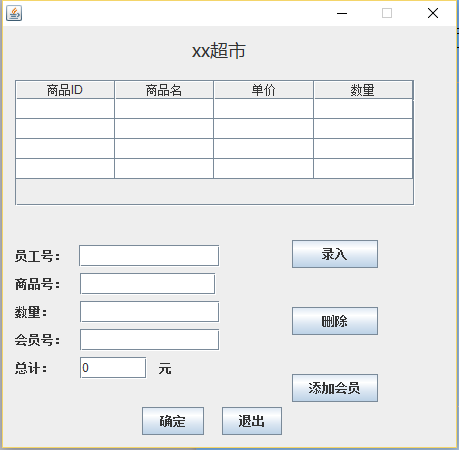 xx超市
商品ID 商品名 单价 数量
员工号： 录入
商品号：
数量： 删除
会员号：
总计： 0 元 添加会员
确定 退出